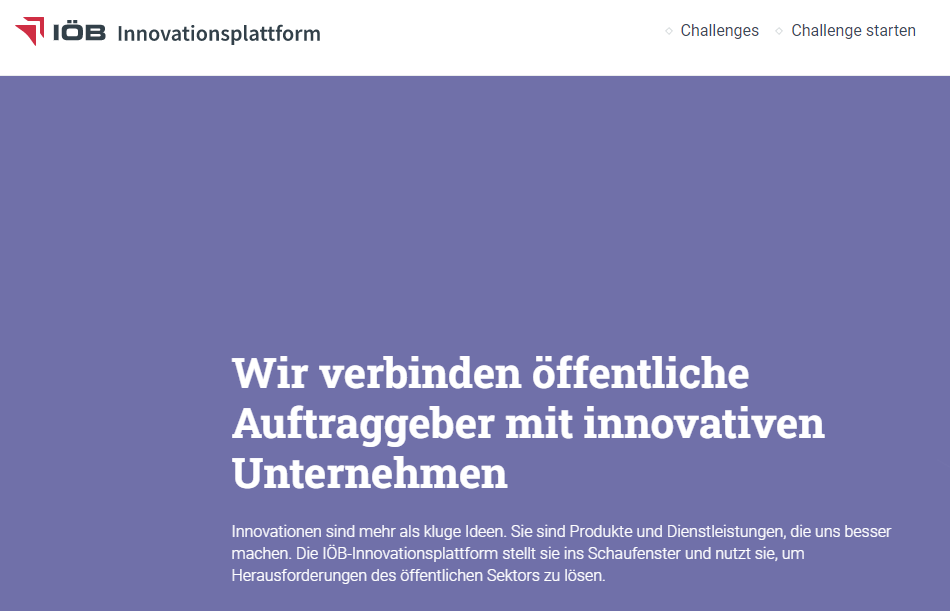 IÖB Innovationsplattform
Challenges
Challenge starten
Wir verbinden öffentliche
Auftraggeber mit innovativen
Unternehmen
Innovationen sind mehr als kluge Ideen. Sie sind Produkte und Dienstleistungen, die uns besser
machen. Die IÖB-Innovationsplattform stellt sie ins Schaufenster und nutzt sie, um
Herausforderungen des öffentlichen Sektors zu lösen.